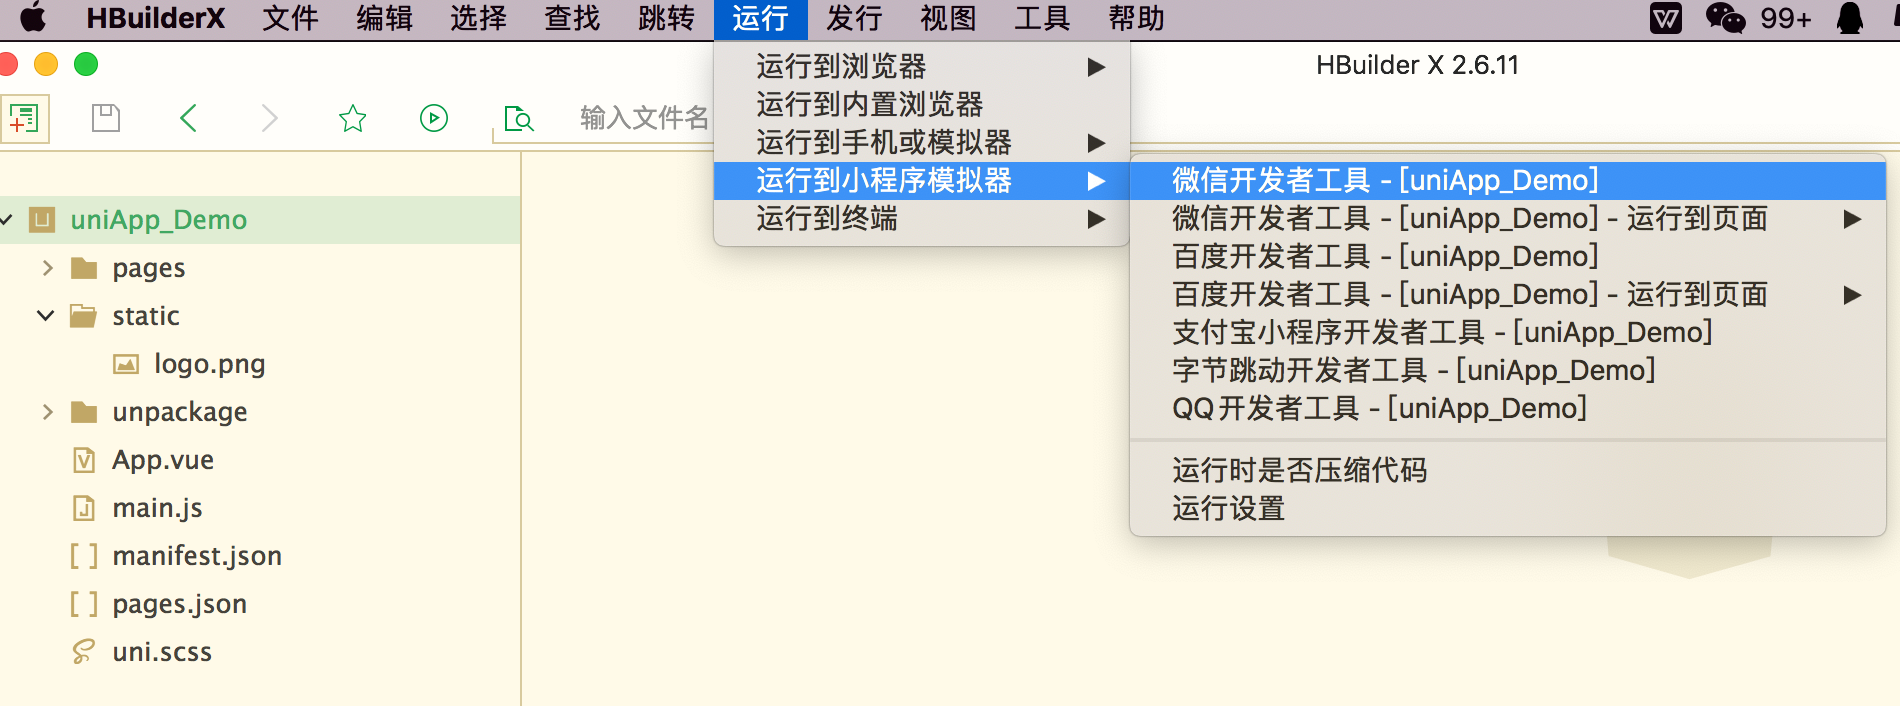 HBuilderX 文件 编辑 选择 查找 跳转 运行 发行 视图 工具 帮助 99+
HBuilder X 2.6.11
输入文件名
运行到浏览器
运行到内置浏览器
运行到手机或模拟器
运行到小程序模拟器
运行到终端
微信开发者工具 - [uniApp_Demo]
微信开发者工具 - [uniApp_Demo] - 运行到页面
百度开发者工具 - [uniApp_Demo]
百度开发者工具 - [uniApp_Demo] - 运行到页面
支付宝小程序开发者工具 - [uniApp_Demo]
字节跳动开发者工具 - [uniApp_Demo]
QQ开发者工具 - [uniApp_Demo]
运行时是否压缩代码
运行设置
uniApp_Demo
pages
static
logo.png
unpackage
App.vue
main.js
manifest.json
pages.json
uni.scss